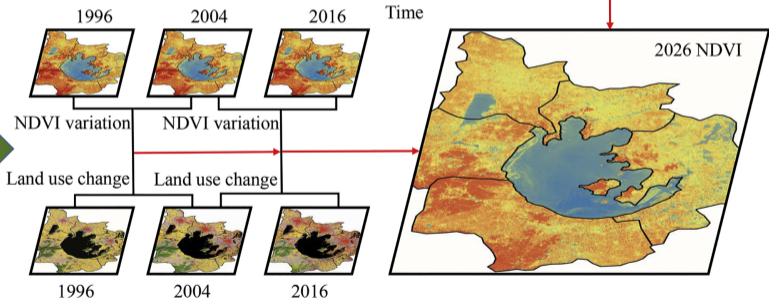 1996 2004 2016 Time
2026 NDVI
NDVI variation NDVI variation
Land use change Land use change
1996 2004 2016